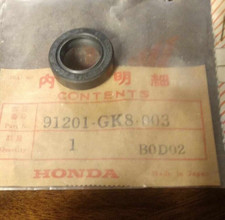 内 明 細
CONTENTS
91201-GK8-003
1 B0D02
HONDA